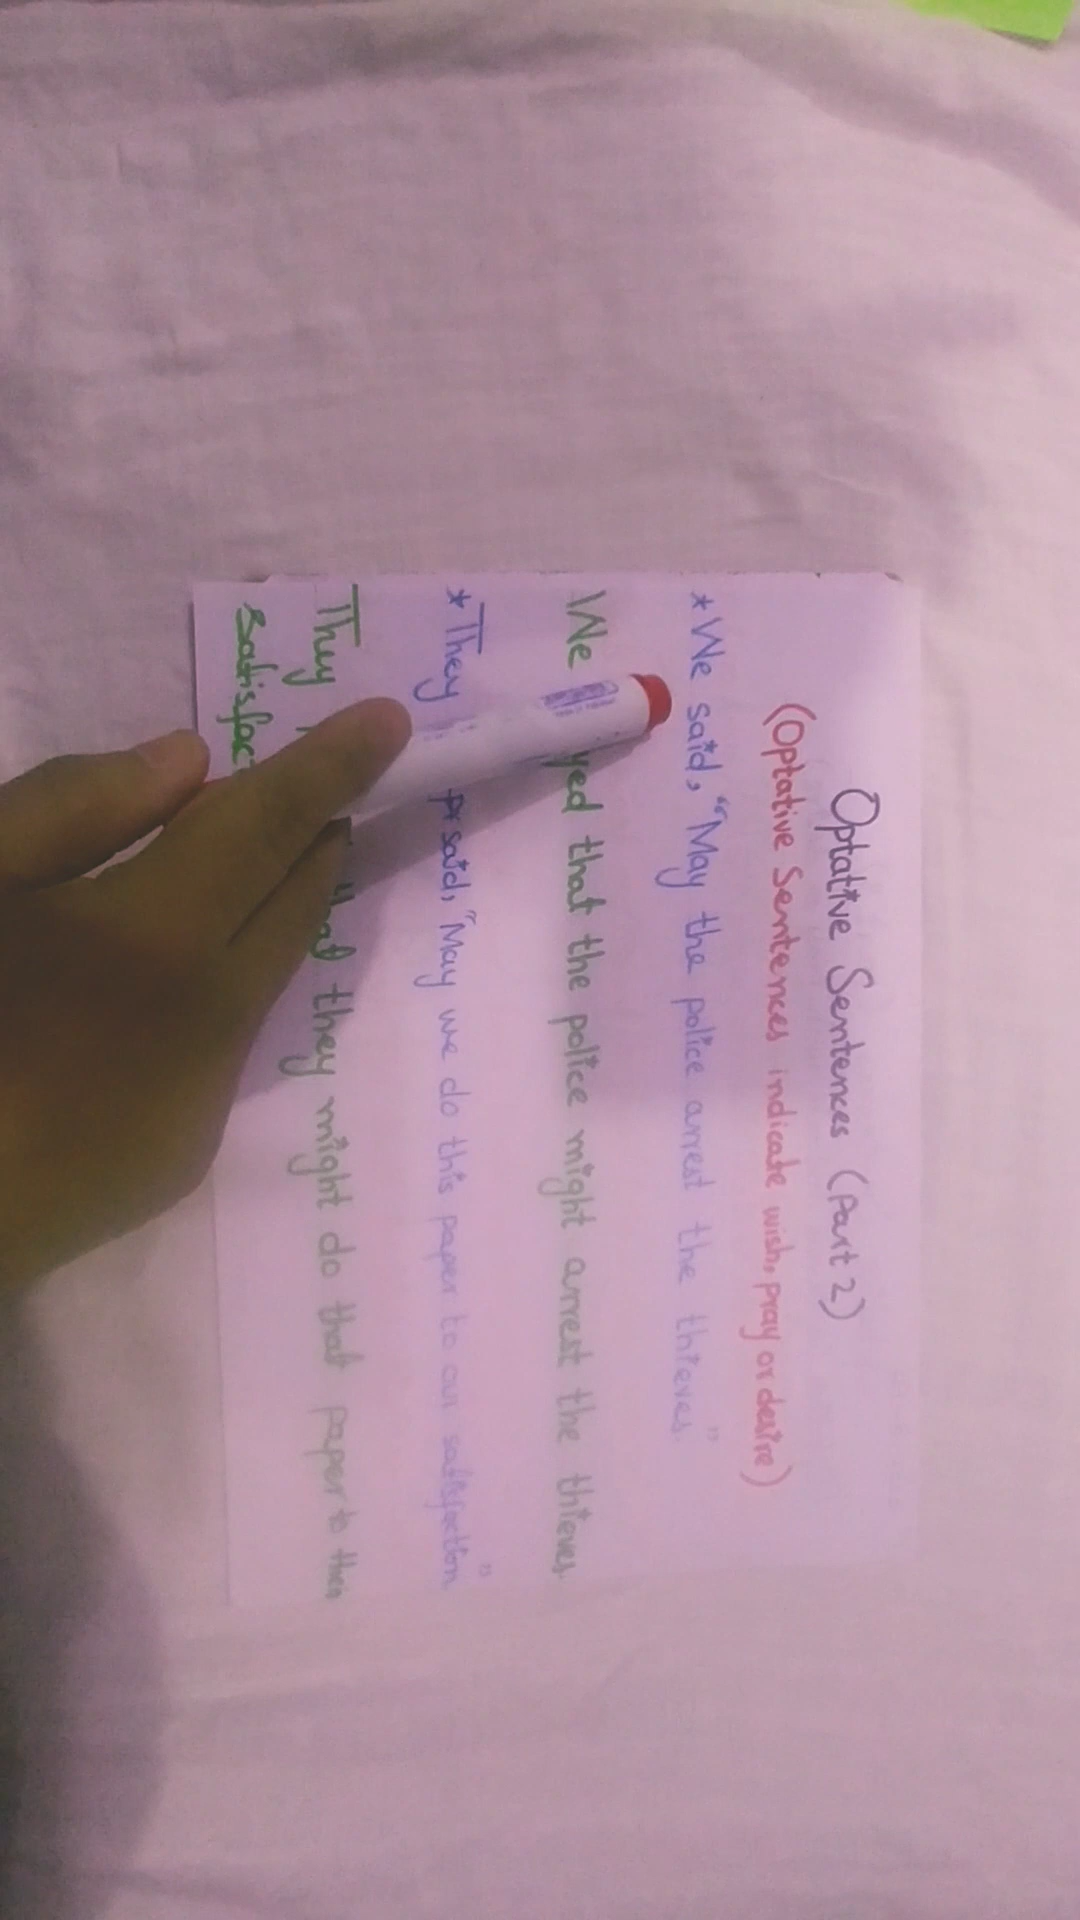 Optative Sentences (Part 2)
(Optative Sentences indicate wish, pray or desire)
*We said, "May the police arrest the thieves."
We yed that the police might arrest the thieves.
*They said, "May we do this paper to our satisfaction"
They that they might do that paper to their
Satisfac